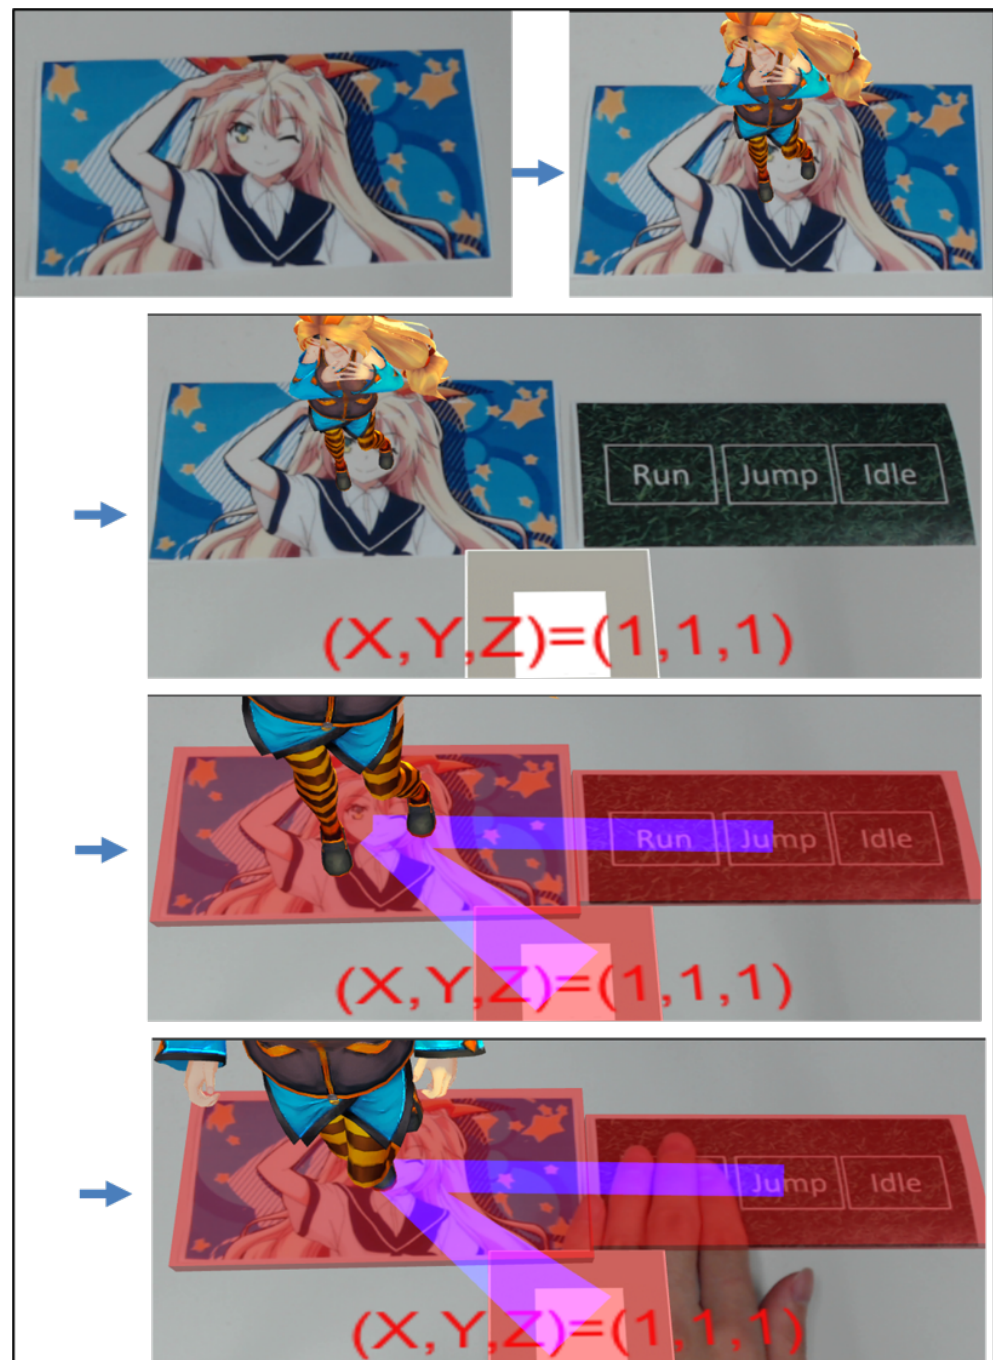 Run Jump Idle
(X,Y,Z)=(1,1,1)
Run Jump Idle
(X,Y,Z)=(1,1,1)
Jump Idle
(X,Y,Z)=(1,1,1)